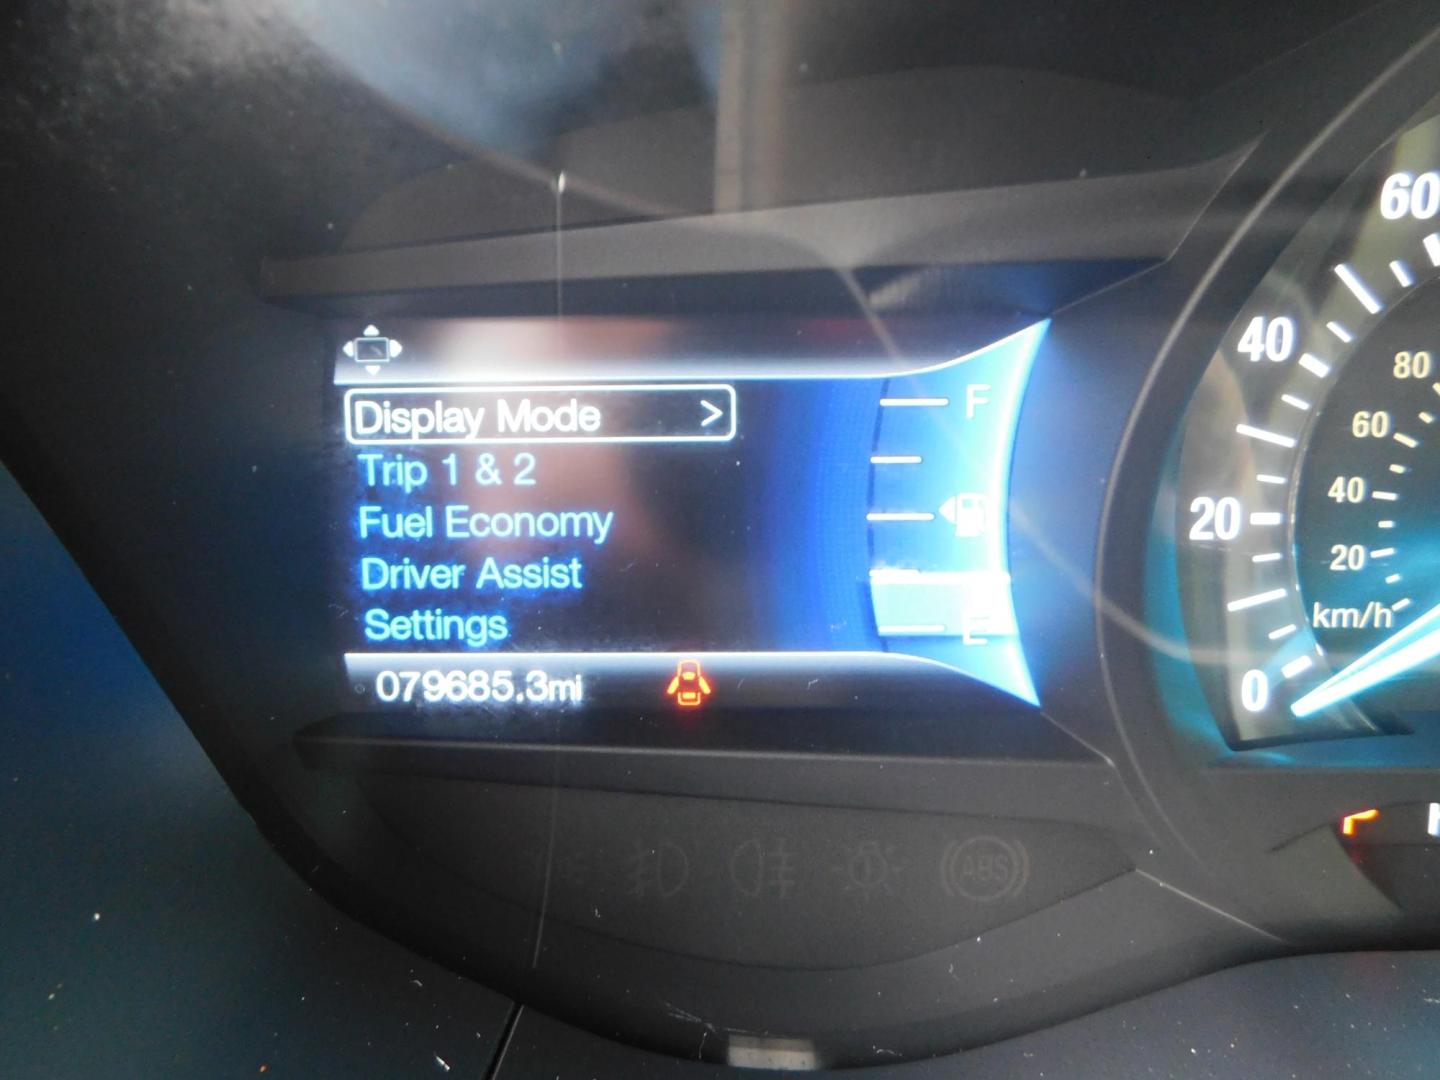 Display Mode >
Trip 1 & 2
Fuel Economy
Driver Assist
Settings
079685.3mi
F
E
60
40
20
0
80
60
40
20
km/h
ABS